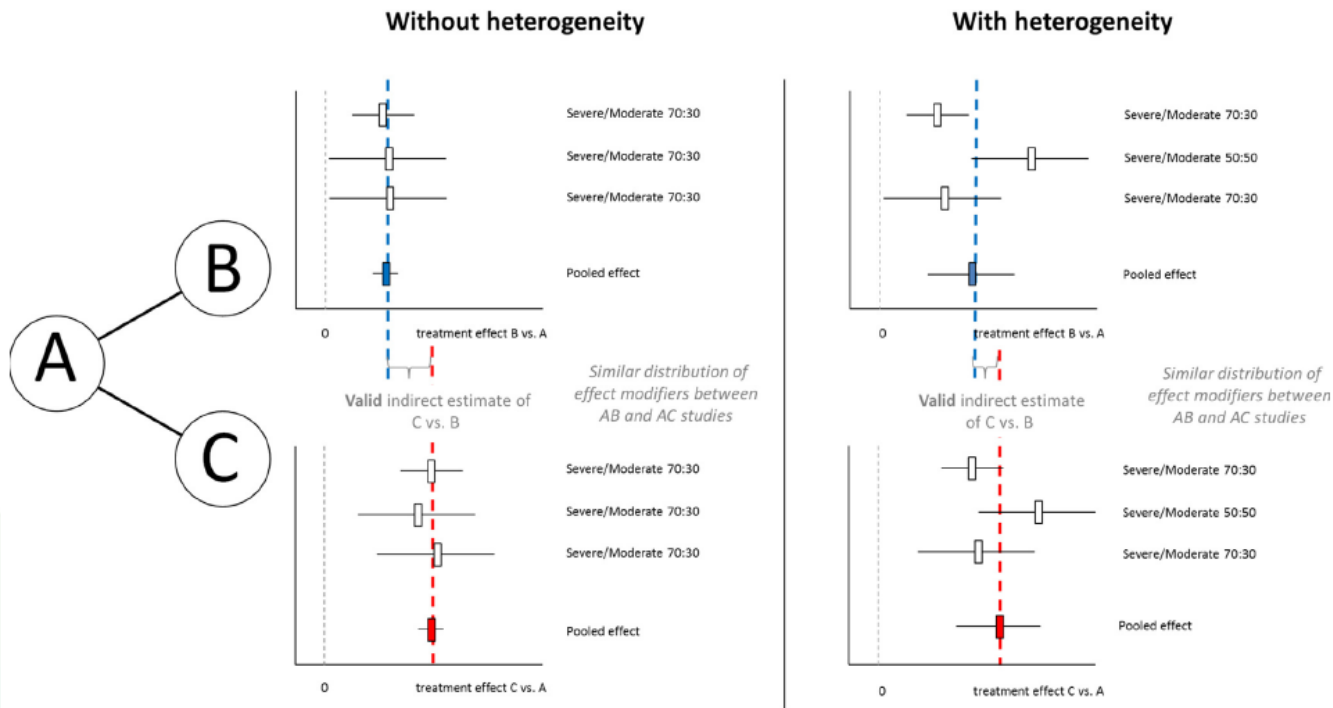 Without heterogeneity
With heterogeneity
A
B
C
Severe/Moderate 70:30
Severe/Moderate 70:30
Severe/Moderate 70:30
Pooled effect
0
treatment effect B vs. A
Valid indirect estimate of
C vs. B
Similar distribution of
effect modifiers between
AB and AC studies
Severe/Moderate 70:30
Severe/Moderate 70:30
Severe/Moderate 70:30
Pooled effect
0
treatment effect C vs. A
Severe/Moderate 70:30
Severe/Moderate 50:50
Severe/Moderate 70:30
Pooled effect
0
treatment effect B vs. A
Valid indirect estimate
of C vs. B
Similar distribution of
effect modifiers between
AB and AC studies
Severe/Moderate 70:30
Severe/Moderate 50:50
Severe/Moderate 70:30
Pooled effect
0
treatment effect C vs. A